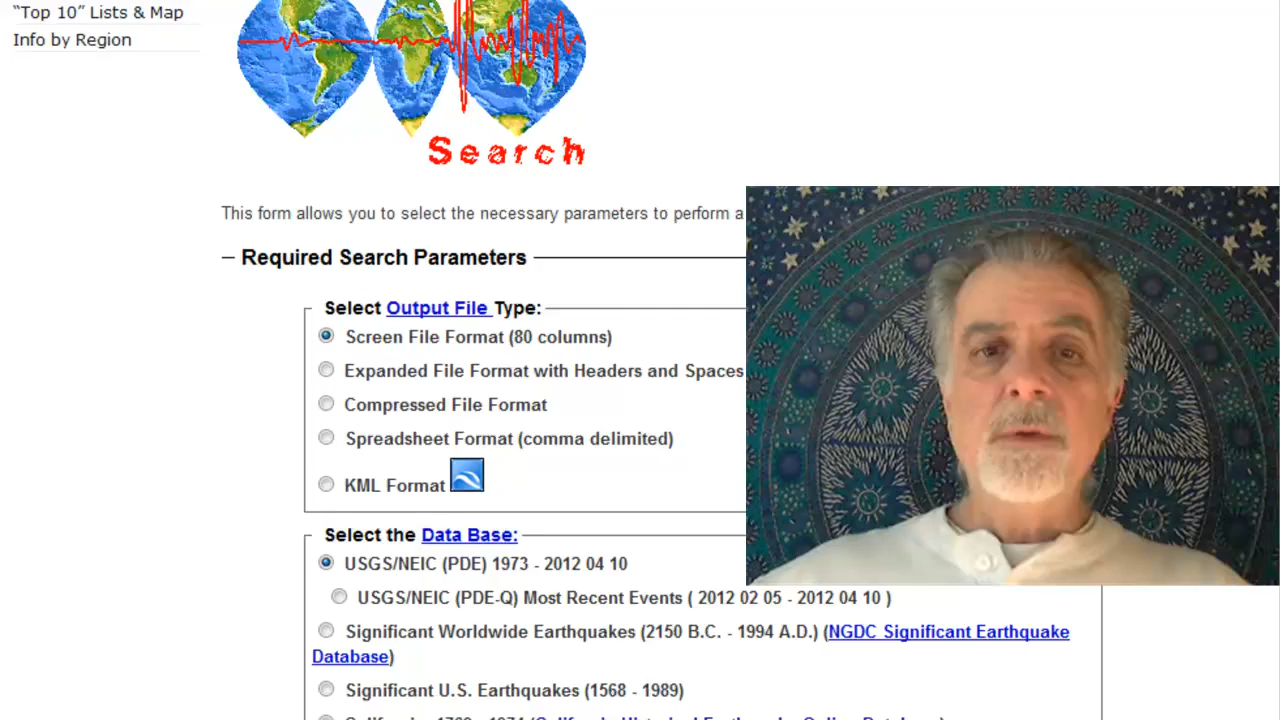 “Top 10” Lists & Map
Info by Region
Search
This form allows you to select the necessary parameters to perform a
Required Search Parameters
Select Output File Type:
Screen File Format (80 columns)
Expanded File Format with Headers and Spaces
Compressed File Format
Spreadsheet Format (comma delimited)
KML Format
Select the Data Base:
USGS/NEIC (PDE) 1973 - 2012 04 10
USGS/NEIC (PDE-Q) Most Recent Events ( 2012 02 05 - 2012 04 10 )
Significant Worldwide Earthquakes (2150 B.C. - 1994 A.D.) (NGDC Significant Earthquake
Database)
Significant U.S. Earthquakes (1568 - 1989)